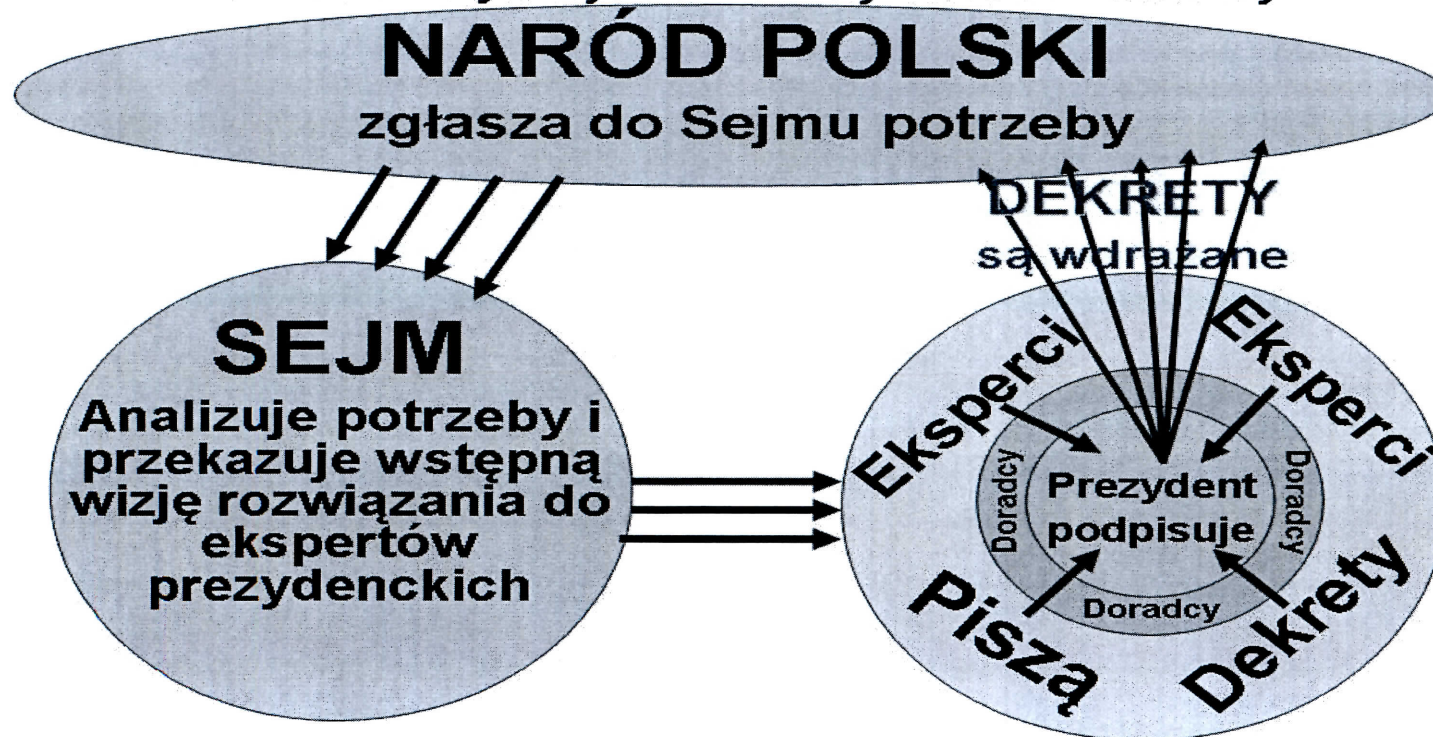 NARÓD POLSKI
zgłasza do Sejmu potrzeby
DEKRETY
są wdrażane
SEJM
Analizuje potrzeby i
przekazuje wstępną
wizję rozwiązania do
ekspertów
prezydenckich
Eksperci
Eksperci
Doradcy
Prezydent
podpisuje
Doradcy
Doradcy
Piszą
Dekrety